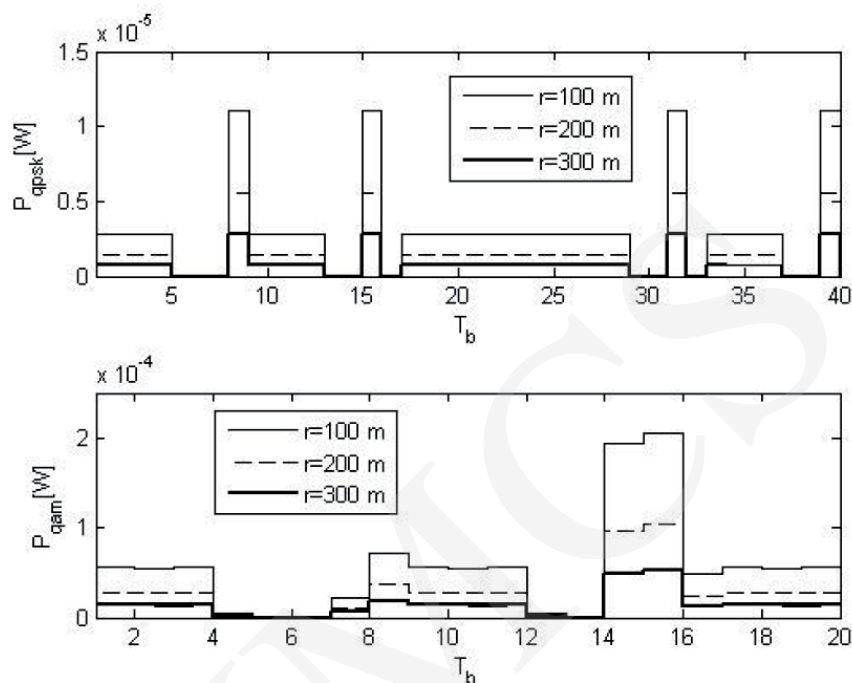 x 10^-5
1.5
1
0.5
0
P_qpsk[W]
r=100 m
r=200 m
r=300 m
5 10 15 20 25 30 35 40
T_b
x 10^-4
2
1
0
P_qam[W]
r=100 m
r=200 m
r=300 m
2 4 6 8 10 12 14 16 18 20
T_b